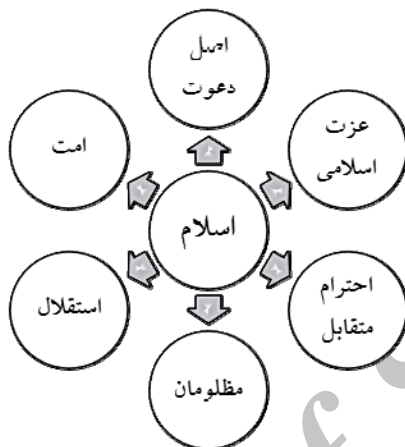 اصل
دعوت
عزت
اسلامی
امت
اسلام
احترام
متقابل
استقلال
مظلومان